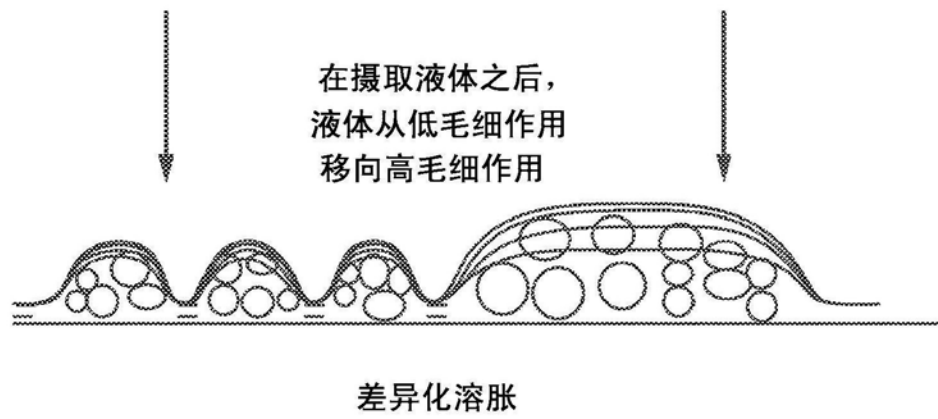 在摄取液体之后，
液体从低毛细作用
移向高毛细作用
差异化溶胀